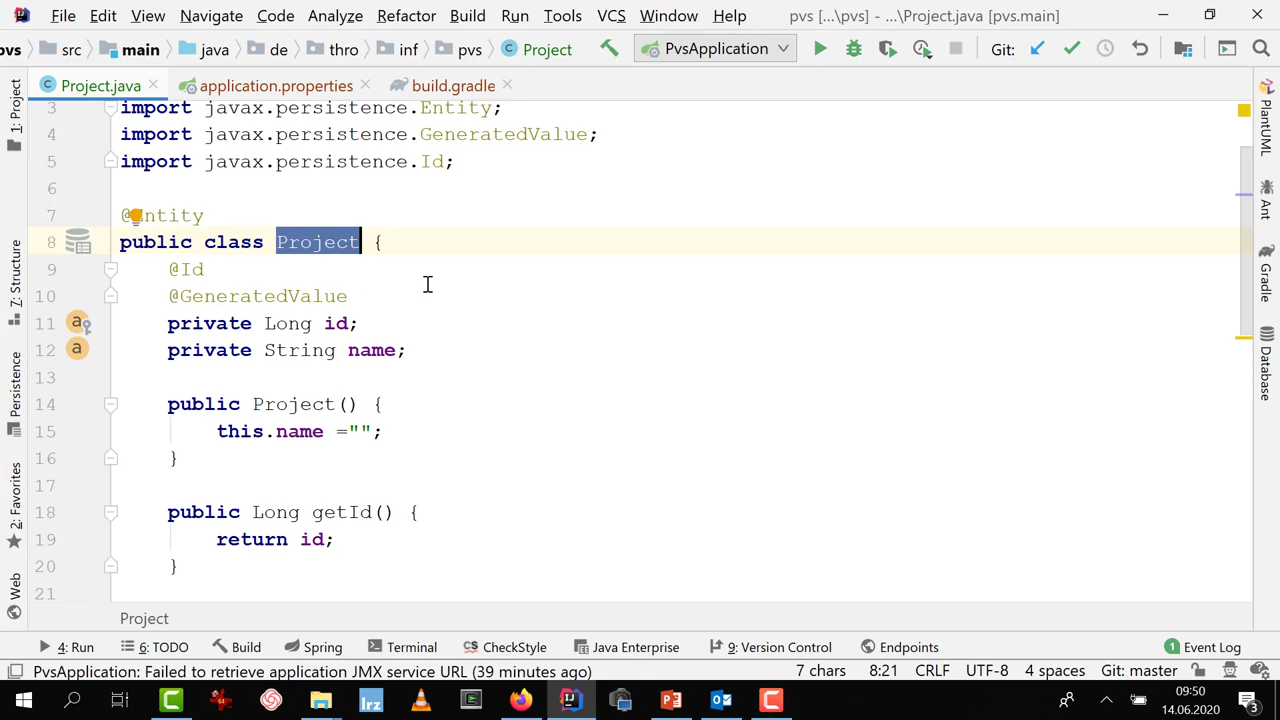 File Edit View Navigate Code Analyze Refactor Build Run Tools VCS Window Help pvs [...\pvs] - ...\Project.java [pvs.main]
pvs src main java de thro inf pvs Project PvsApplication Git:
Project.java application.properties build.gradle
3 import javax.persistence.Entity;
4 import javax.persistence.GeneratedValue;
5 import javax.persistence.Id;
6
7 @Entity
8 public class Project {
9 @Id
10 @GeneratedValue
11 private Long id;
12 private String name;
13
14 public Project() {
15 this.name ="";
16 }
17
18 public Long getId() {
19 return id;
20 }
21
1: Project
7: Structure
Persistence
2: Favorites
Web
PlantUML
Ant
Gradle
Database
Project
4: Run 6: TODO Build Spring Terminal CheckStyle Java Enterprise 9: Version Control Endpoints 1 Event Log
PvsApplication: Failed to retrieve application JMX service URL (39 minutes ago) 7 chars 8:21 CRLF UTF-8 4 spaces Git: master
lrz
09:50
14.06.2020
3